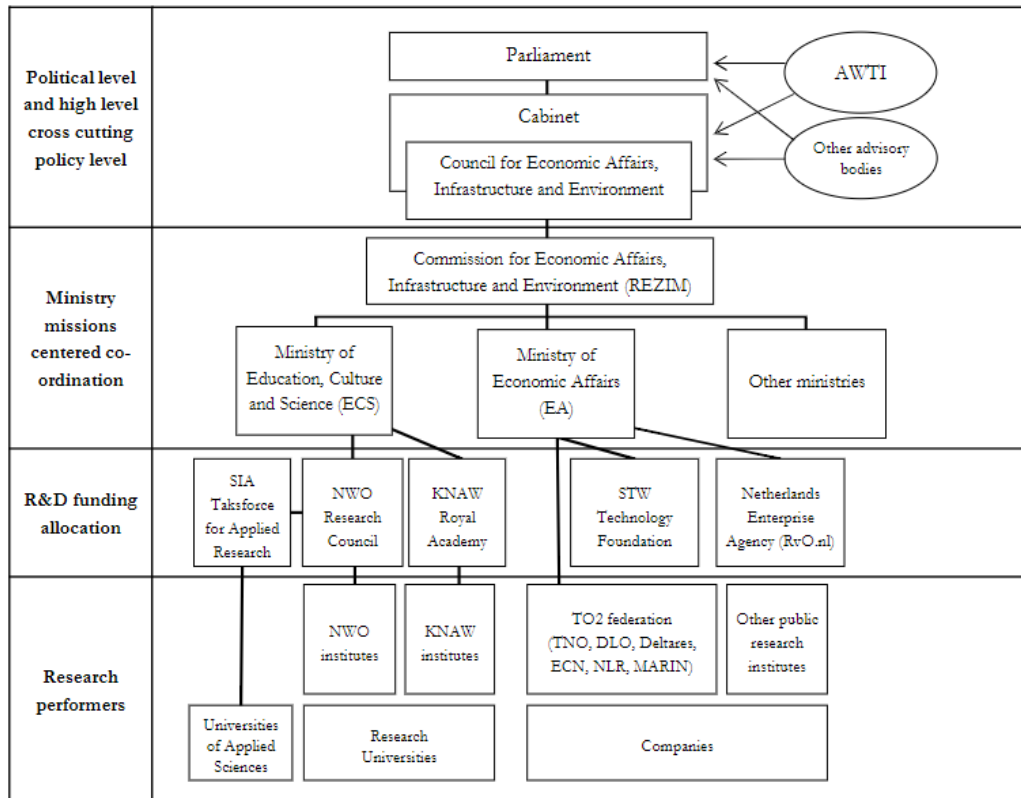 Political level
and high level
cross cutting
policy level
Parliament
AWTI
Cabinet
Other advisory
bodies
Council for Economic Affairs,
Infrastructure and Environment
Ministry
missions
centered co-
ordination
Commission for Economic Affairs,
Infrastructure and Environment (REZIM)
Ministry of
Education, Culture
and Science (ECS)
Ministry of
Economic Affairs
(EA)
Other ministries
R&D funding
allocation
SIA
Taksforce
for Applied
Research
NWO
Research
Council
KNAW
Royal
Academy
STW
Technology
Foundation
Netherlands
Enterprise
Agency (RvO.nl)
Research
performers
NWO
institutes
KNAW
institutes
TO2 federation
(TNO, DLO, Deltares,
ECN, NLR, MARIN)
Other public
research
institutes
Universities
of Applied
Sciences
Research
Universities
Companies